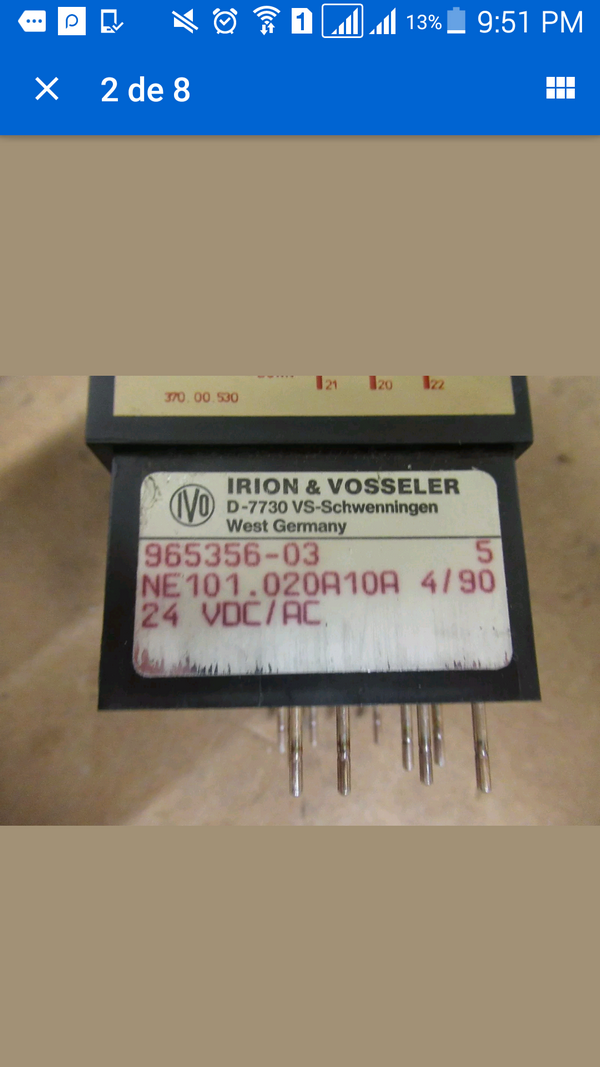 13% 9:51 PM
2 de 8
21 20 22
370.00.530
IVO
IRION & VOSSELER
D-7730 VS-Schwenningen
West Germany
965356-03 5
NE101.020A10A 4/90
24 VDC/AC